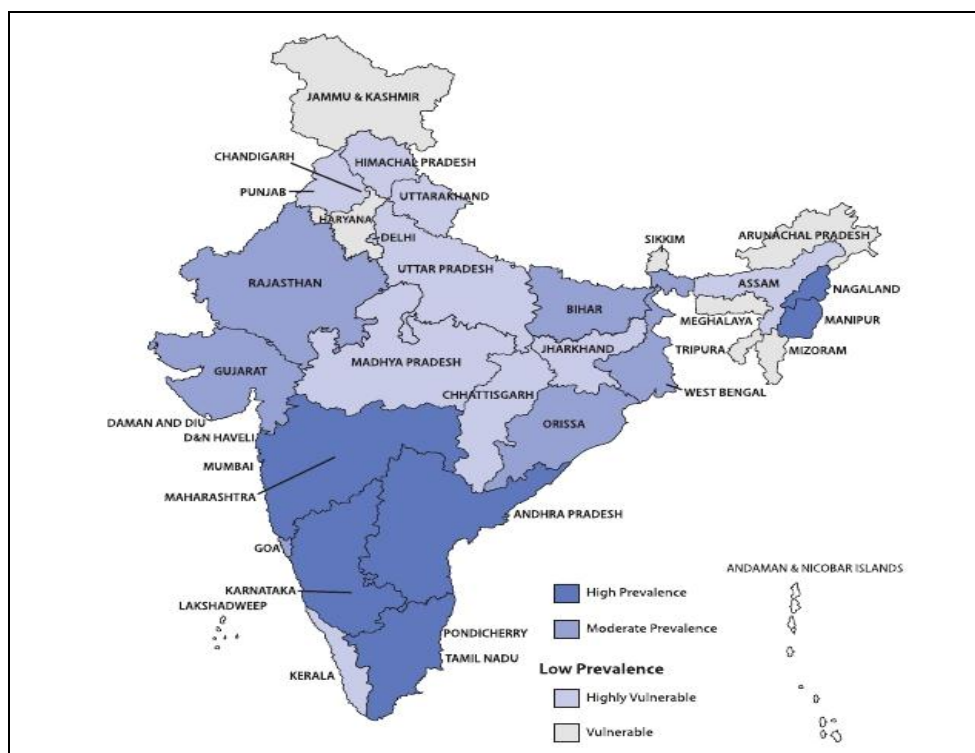 JAMMU & KASHMIR
CHANDIGARH
HIMACHAL PRADESH
PUNJAB
UTTARAKHAND
HARYANA
DELHI
SIKKIM
ARUNACHAL PRADESH
UTTAR PRADESH
RAJASTHAN
ASSAM
NAGALAND
BIHAR
MEGHALAYA
MANIPUR
JHARKHAND
TRIPURA
MIZORAM
MADHYA PRADESH
GUJARAT
CHHATTISGARH
WEST BENGAL
DAMAN AND DIU
ORISSA
D&N HAVELI
MUMBAI
MAHARASHTRA
ANDHRA PRADESH
GOA
ANDAMAN & NICOBAR ISLANDS
KARNATAKA
LAKSHADWEEP
PONDICHERRY
TAMIL NADU
KERALA
High Prevalence
Moderate Prevalence
Low Prevalence
Highly Vulnerable
Vulnerable